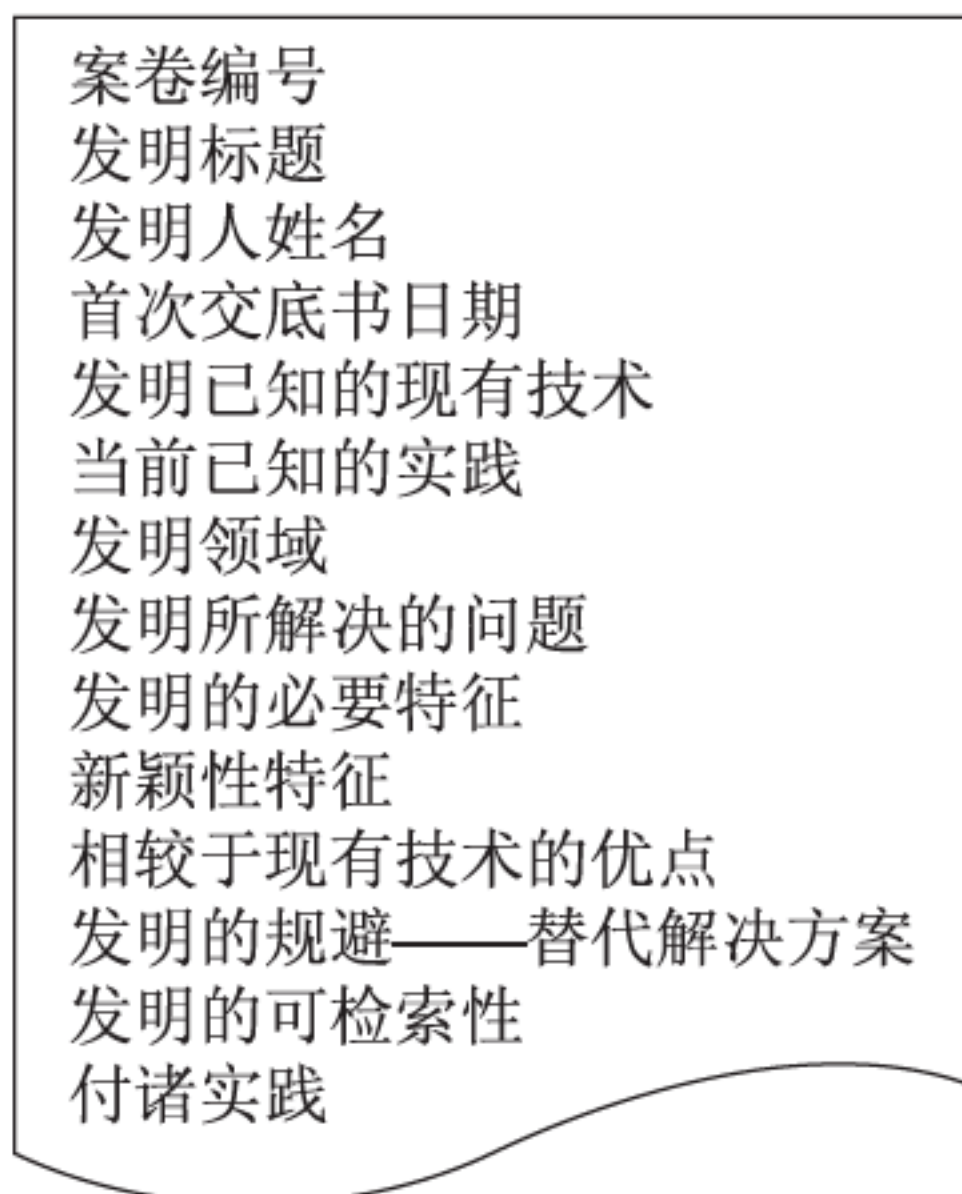 案卷编号
发明标题
发明人姓名
首次交底书日期
发明已知的现有技术
当前已知的实践
发明领域
发明所解决的问题
发明的必要特征
新颖性特征
相较于现有技术的优点
发明的规避——替代解决方案
发明的可检索性
付诸实践